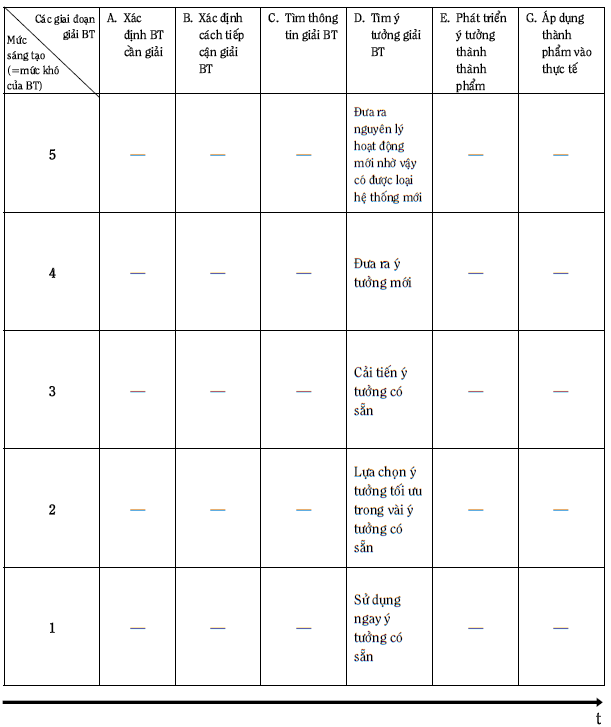 Các giai đoạn
giải BT
Mức
sáng tạo
(=mức khó
của BT)
A. Xác
định BT
cần giải
B. Xác định
cách tiếp
cận giải
BT
C. Tìm thông
tin giải BT
D. Tìm ý
tưởng giải
BT
E. Phát triển
ý tưởng
thành
thành
phẩm
G. Áp dụng
thành
phẩm vào
thực tế
5
—
—
—
Đưa ra
nguyên lý
hoạt động
mới nhờ vậy
có được loại
hệ thống mới
—
—
4
—
—
—
Đưa ra ý
tưởng mới
—
—
3
—
—
—
Cải tiến ý
tưởng có
sẵn
—
—
2
—
—
—
Lựa chọn ý
tưởng tối ưu
trong vài ý
tưởng có
sẵn
—
—
1
—
—
—
Sử dụng
ngay ý
tưởng có
sẵn
—
—
t